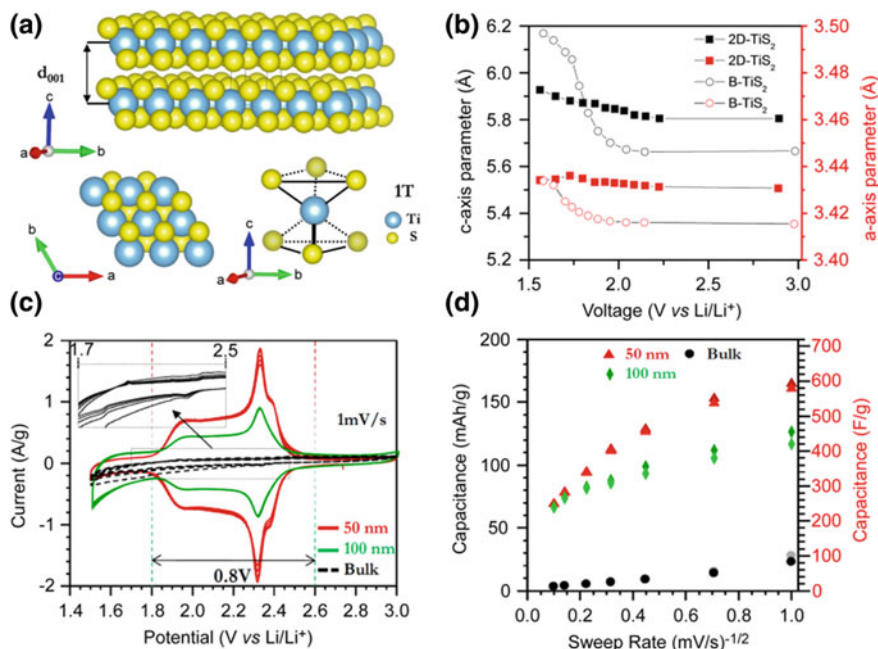 (a)
d001
c
a
b
b
c
a
1T
Ti
S
c
b
a
(b)
6.2
6.0
5.8
5.6
5.4
5.2
c-axis parameter (Å)
2D-TiS2
2D-TiS2
B-TiS2
B-TiS2
3.50
3.48
3.46
3.44
3.42
3.40
a-axis parameter (Å)
1.5 2.0 2.5 3.0
Voltage (V vs Li/Li+)
(c)
2
1
0
-1
-2
Current (A/g)
1.7 2.5
1mV/s
50 nm
100 nm
Bulk
0.8V
1.4 1.6 1.8 2.0 2.2 2.4 2.6 2.8 3.0
Potential (V vs Li/Li+)
(d)
200
150
100
50
0
Capacitance (mAh/g)
50 nm
100 nm
Bulk
700
600
500
400
300
200
100
0
Capacitance (F/g)
0.0 0.2 0.4 0.6 0.8 1.0
Sweep Rate (mV/s)-1/2